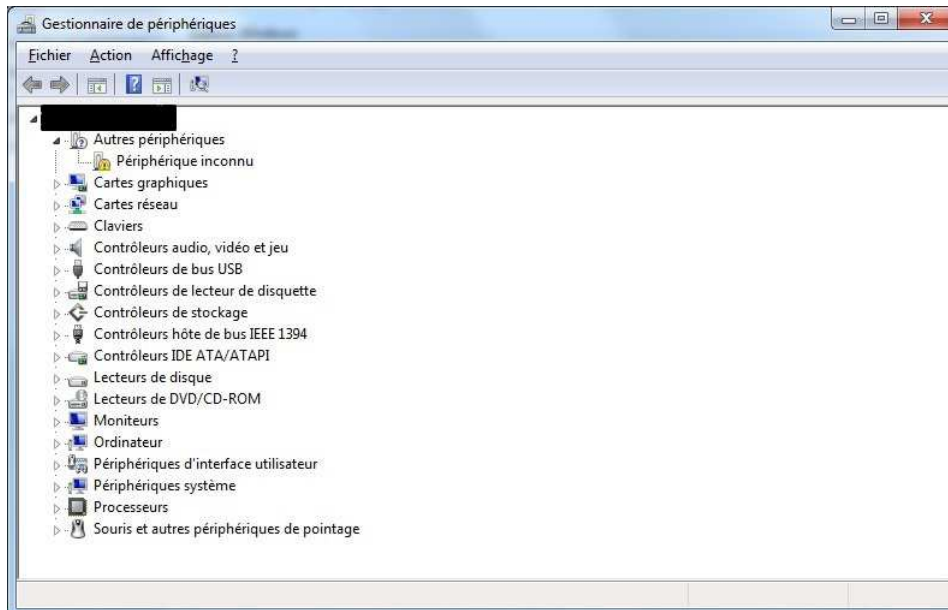 Gestionnaire de périphériques
Fichier Action Affichage ?
Autres périphériques
Périphérique inconnu
Cartes graphiques
Cartes réseau
Claviers
Contrôleurs audio, vidéo et jeu
Contrôleurs de bus USB
Contrôleurs de lecteur de disquette
Contrôleurs de stockage
Contrôleurs hôte de bus IEEE 1394
Contrôleurs IDE ATA/ATAPI
Lecteurs de disque
Lecteurs de DVD/CD-ROM
Moniteurs
Ordinateur
Périphériques d'interface utilisateur
Périphériques système
Processeurs
Souris et autres périphériques de pointage